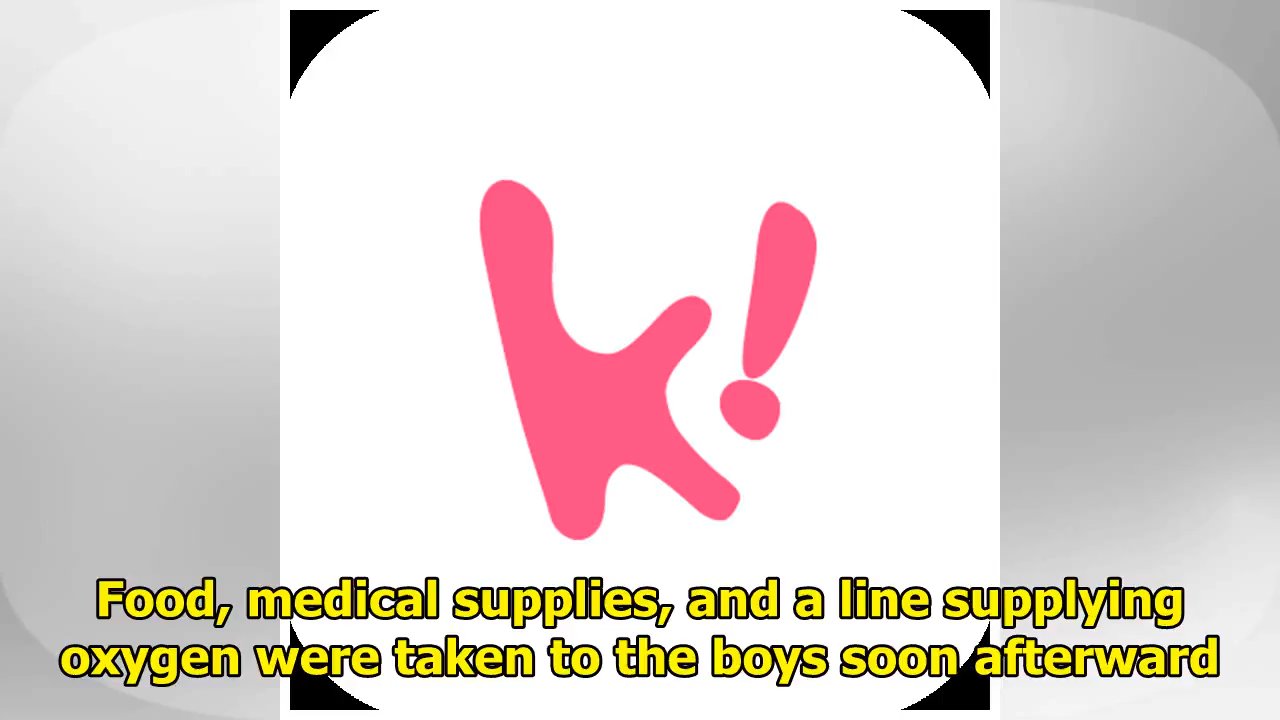 k!
Food, medical supplies, and a line supplying
oxygen were taken to the boys soon afterward